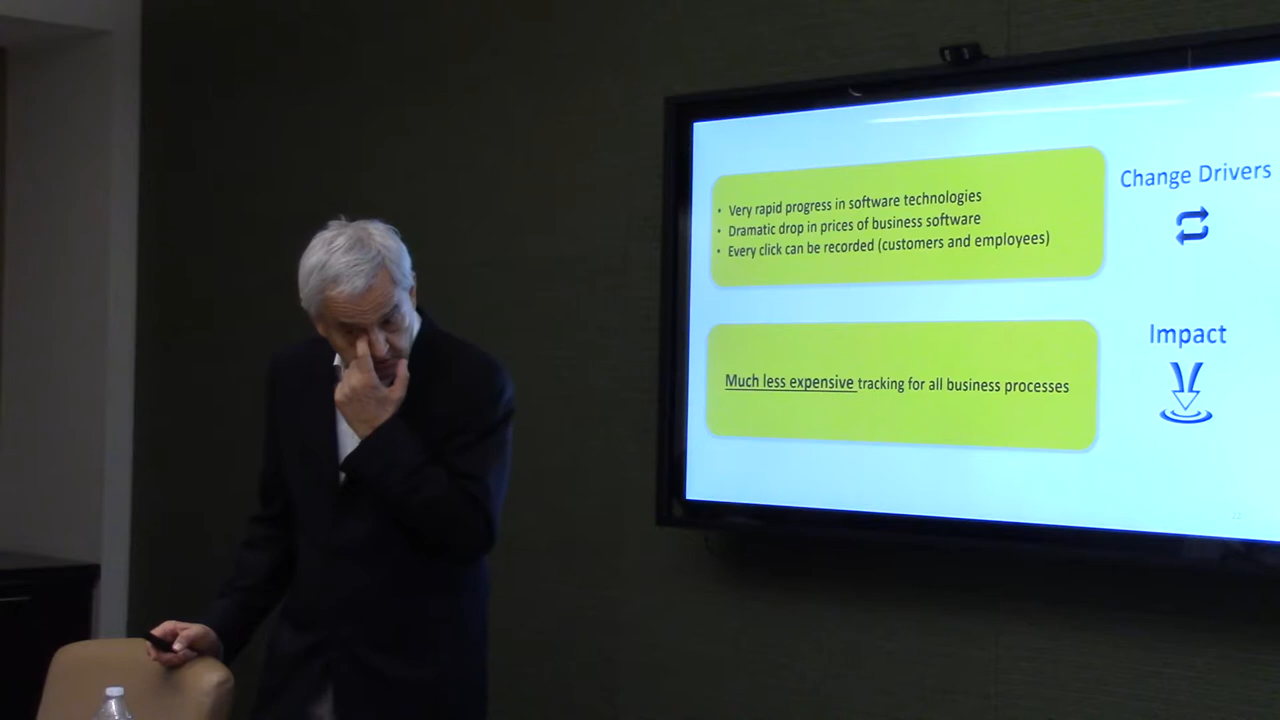 Change Drivers
• Very rapid progress in software technologies
• Dramatic drop in prices of business software
• Every click can be recorded (customers and employees)
Impact
Much less expensive tracking for all business processes